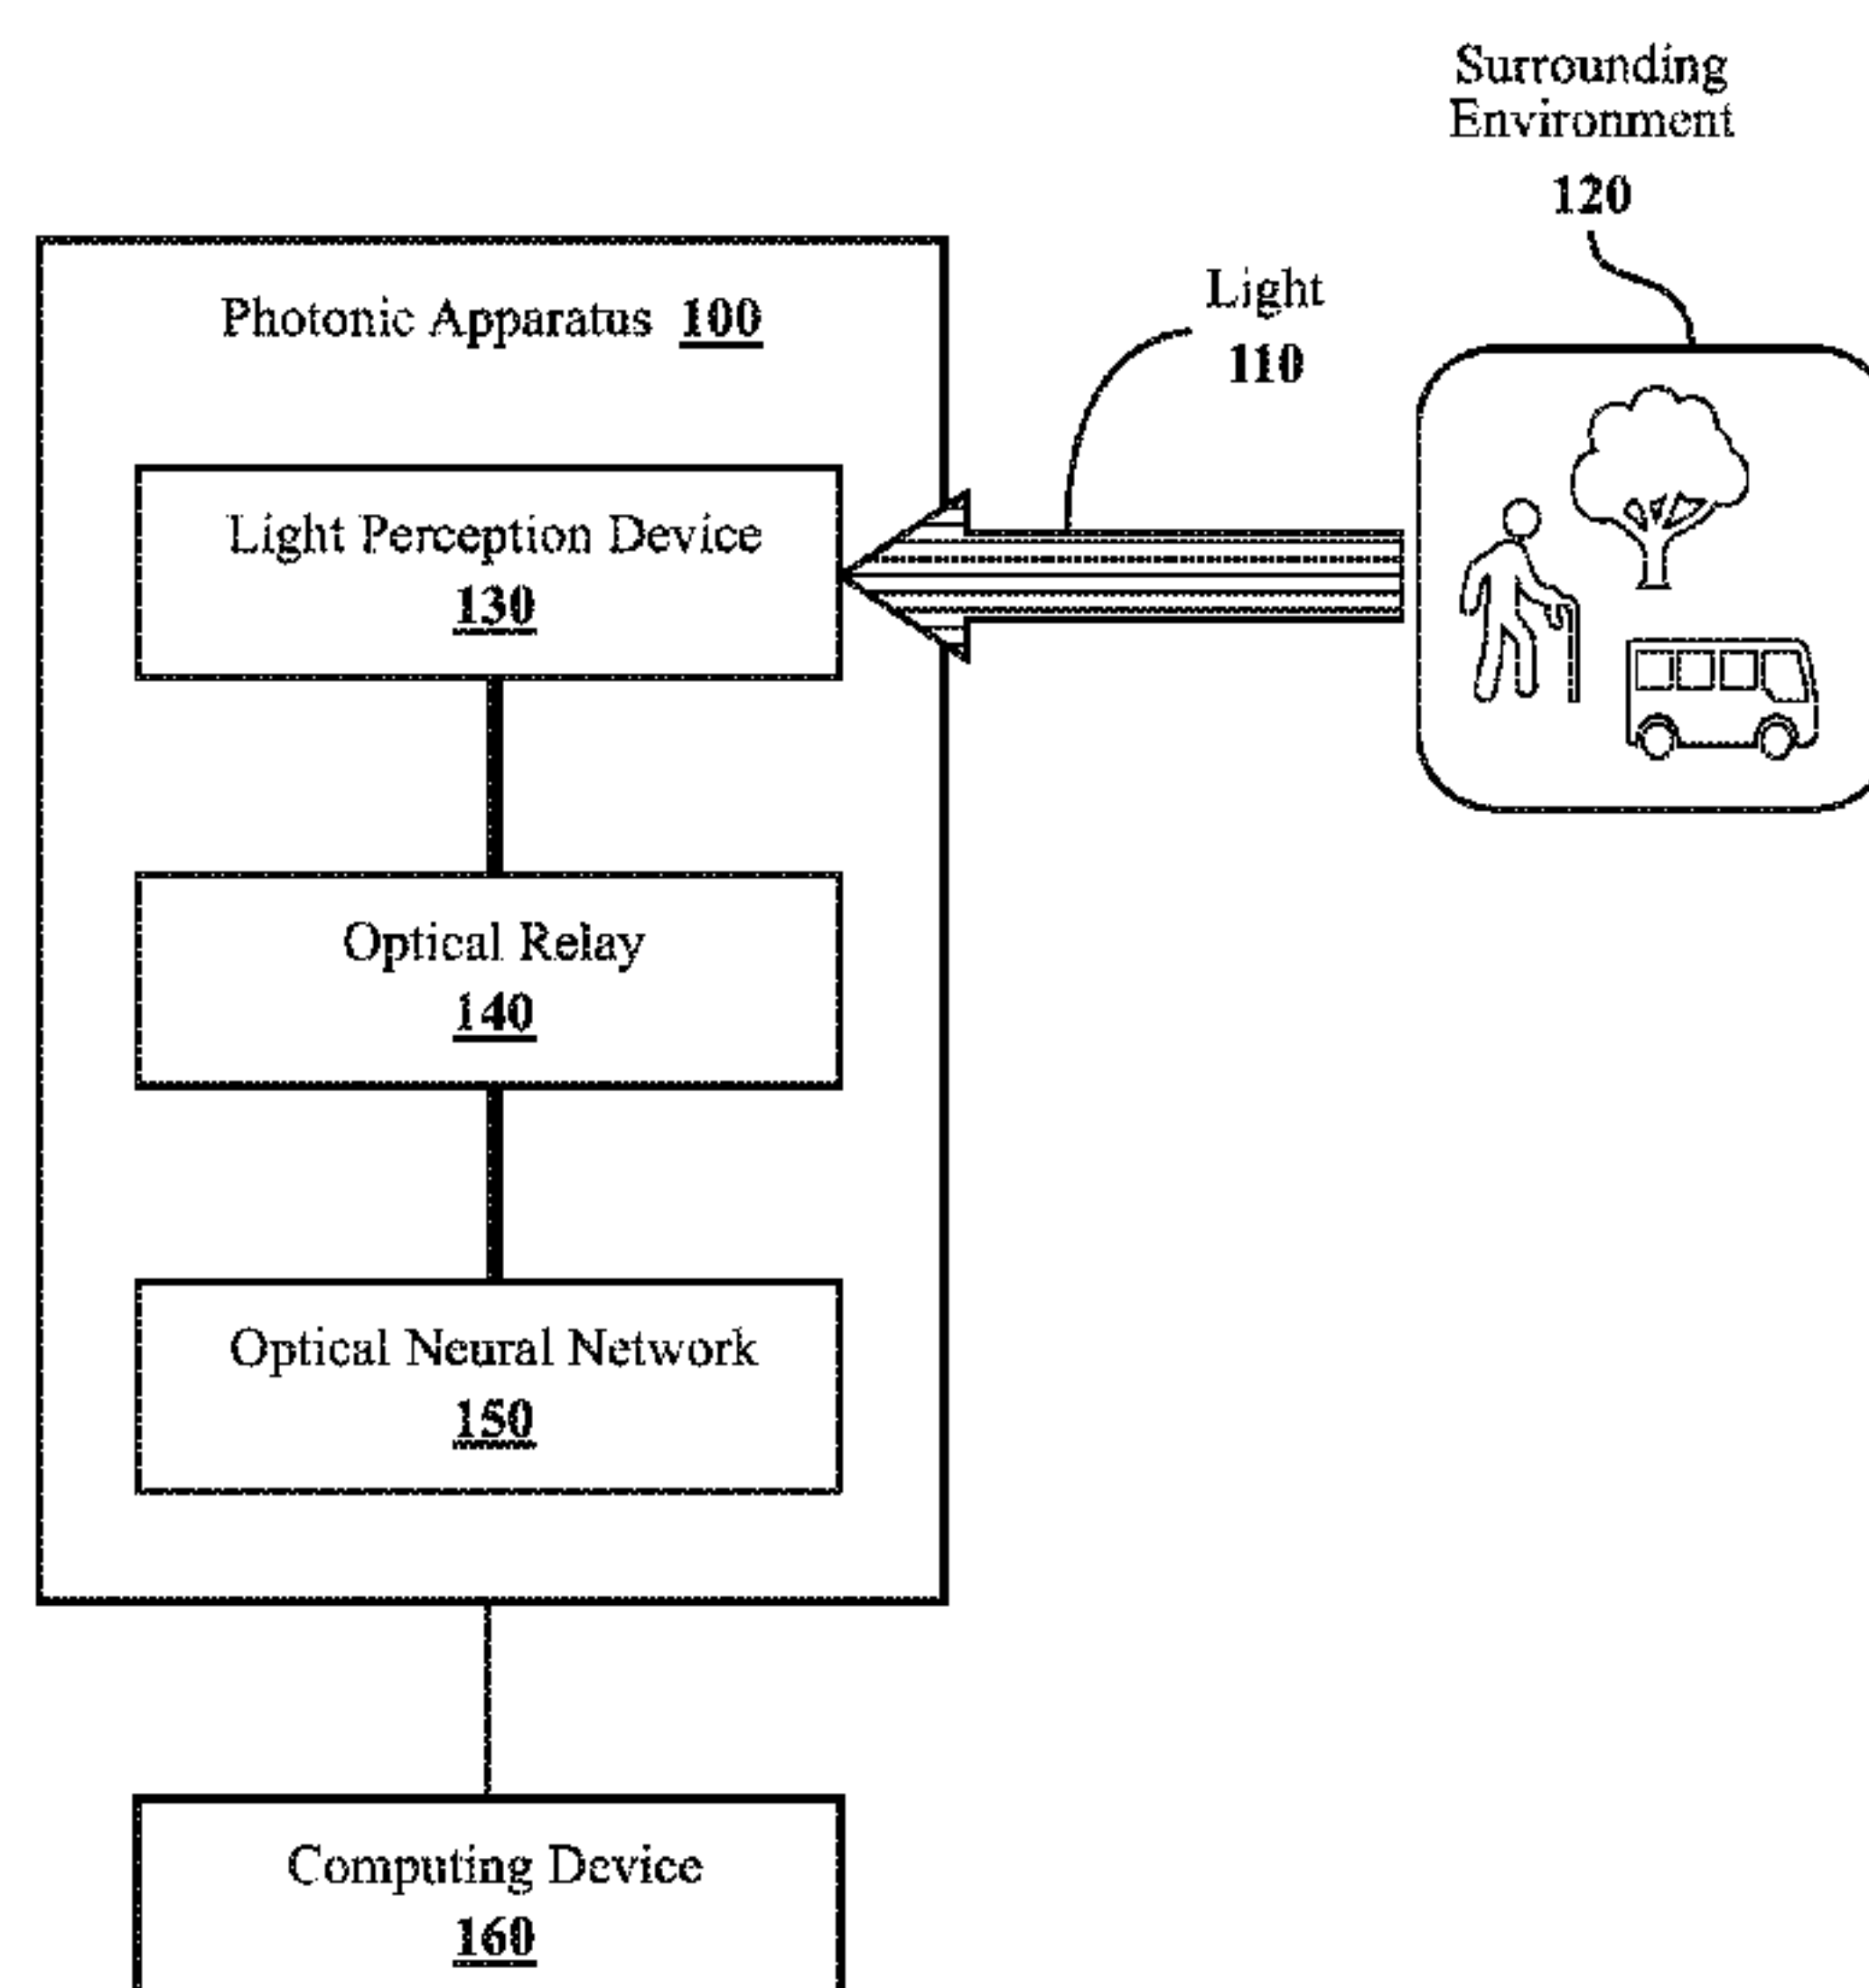 Surrounding
Environment
120
Photonic Apparatus 100
Light
110
Light Perception Device
130
Optical Relay
140
Optical Neural Network
150
Computing Device
160